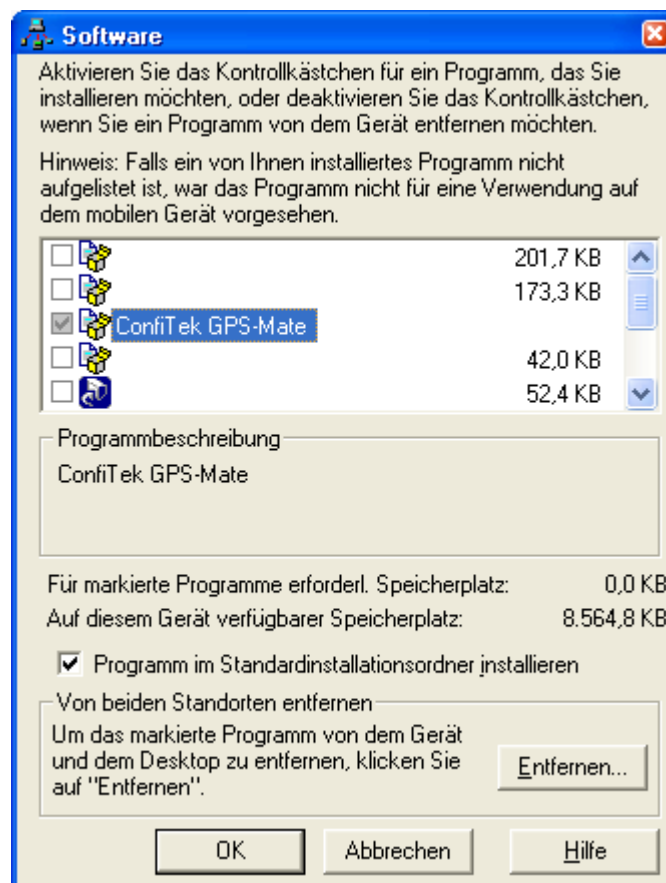 Software
Aktivieren Sie das Kontrollkästchen für ein Programm, das Sie
installieren möchten, oder deaktivieren Sie das Kontrollkästchen,
wenn Sie ein Programm von dem Gerät entfernen möchten.
Hinweis: Falls ein von Ihnen installiertes Programm nicht
aufgelistet ist, war das Programm nicht für eine Verwendung auf
dem mobilen Gerät vorgesehen.
201,7 KB
173,3 KB
ConfiTek GPS-Mate
42,0 KB
52,4 KB
Programmbeschreibung
ConfiTek GPS-Mate
Für markierte Programme erforderl. Speicherplatz: 0,0 KB
Auf diesem Gerät verfügbarer Speicherplatz: 8.564,8 KB
Programm im Standardinstallationsordner installieren
Von beiden Standorten entfernen
Um das markierte Programm von dem Gerät
und dem Desktop zu entfernen, klicken Sie
auf "Entfernen".
Entfernen...
OK Abbrechen Hilfe